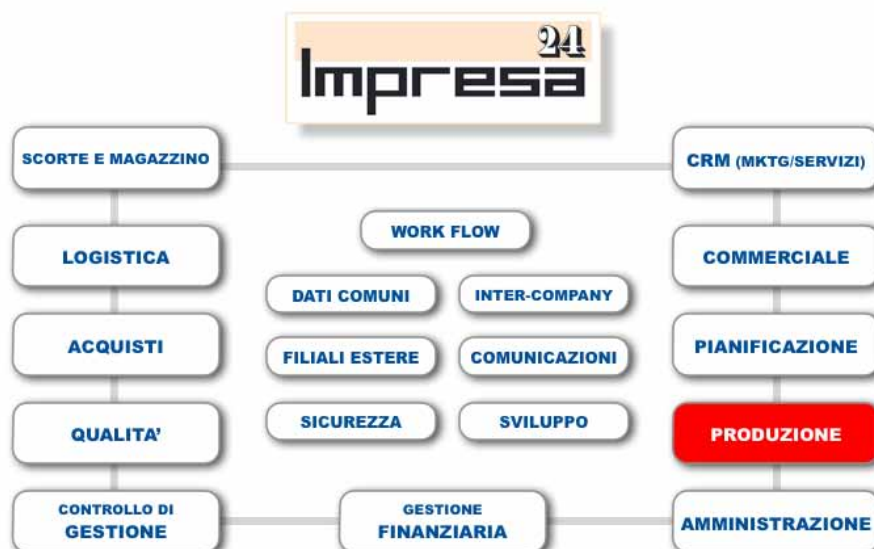 24
Impresa
SCORTE E MAGAZZINO
CRM (MKTG/SERVIZI)
WORK FLOW
LOGISTICA
COMMERCIALE
DATI COMUNI
INTER-COMPANY
ACQUISTI
FILIALI ESTERE
COMUNICAZIONI
PIANIFICAZIONE
QUALITA'
SICUREZZA
SVILUPPO
PRODUZIONE
CONTROLLO DI
GESTIONE
GESTIONE
FINANZIARIA
AMMINISTRAZIONE